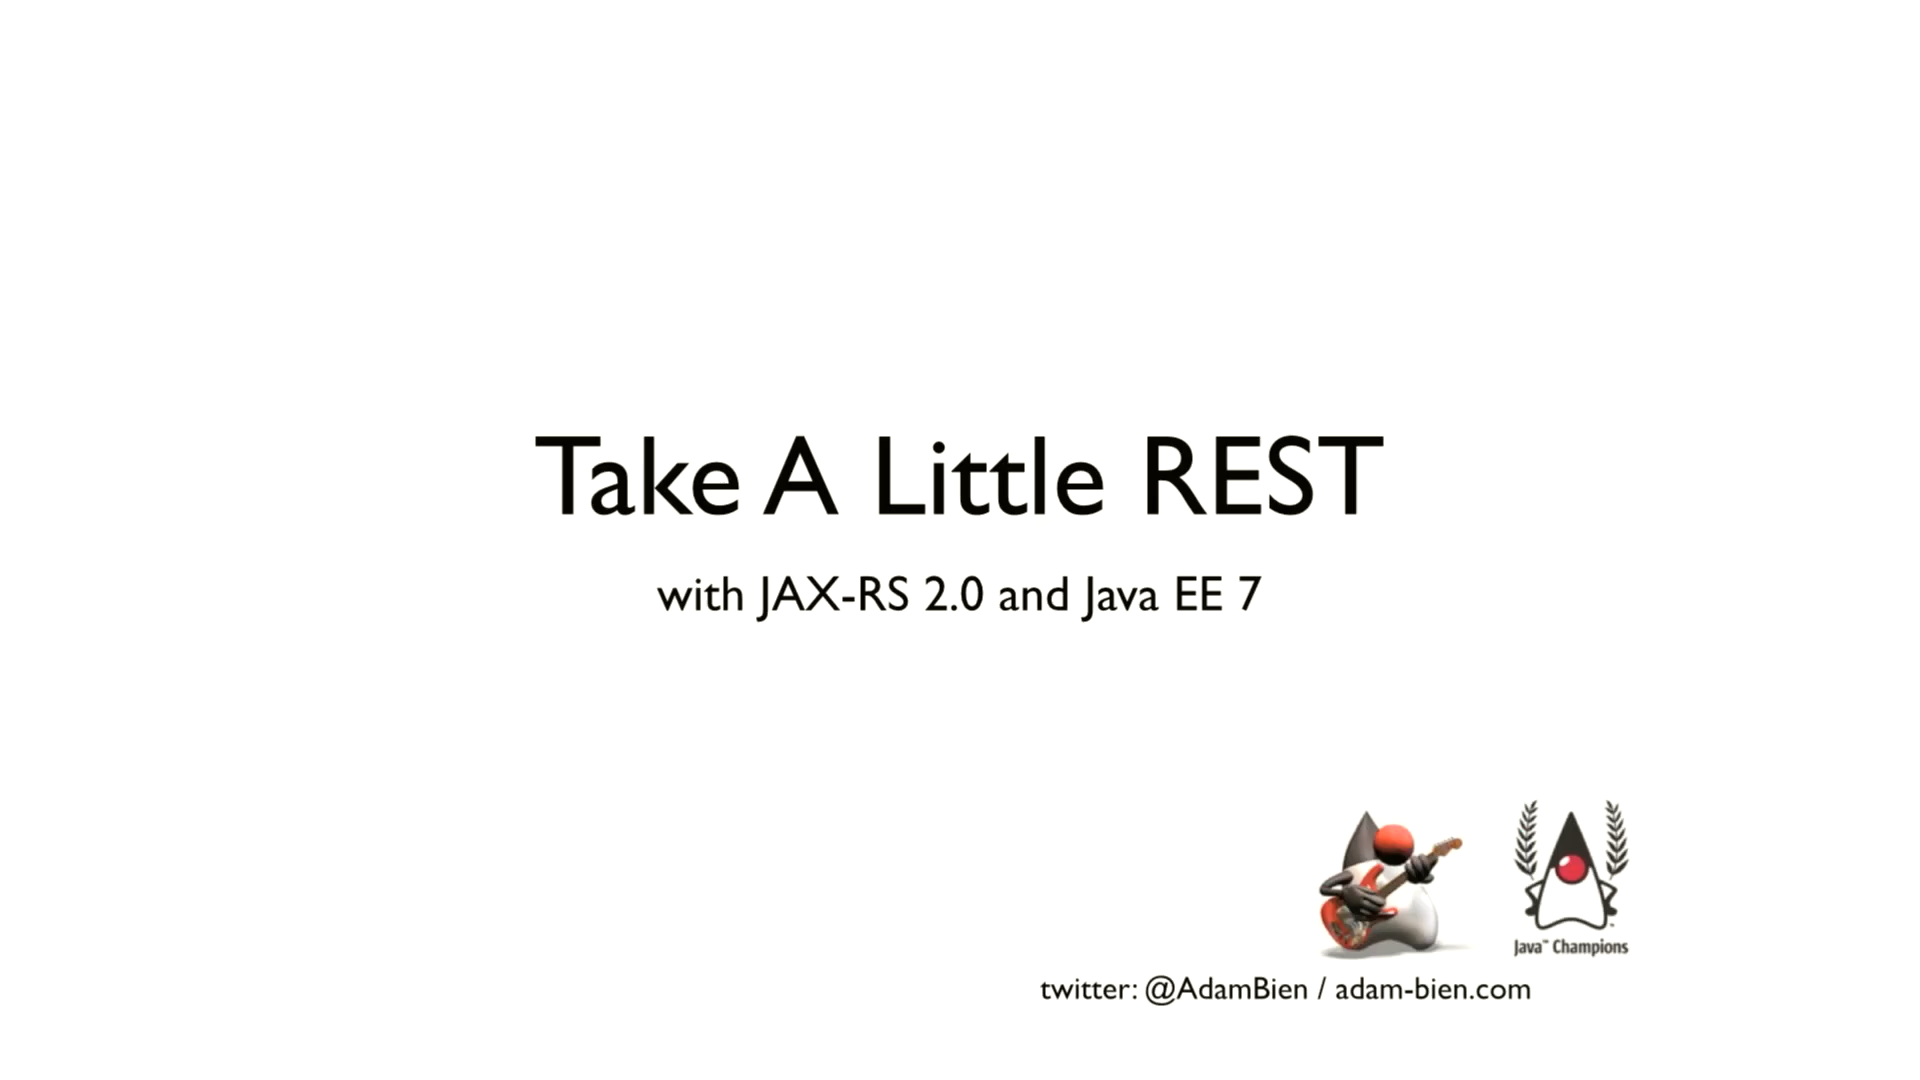 Take A Little REST
with JAX-RS 2.0 and Java EE 7
Java™ Champions
twitter: @AdamBien / adam-bien.com